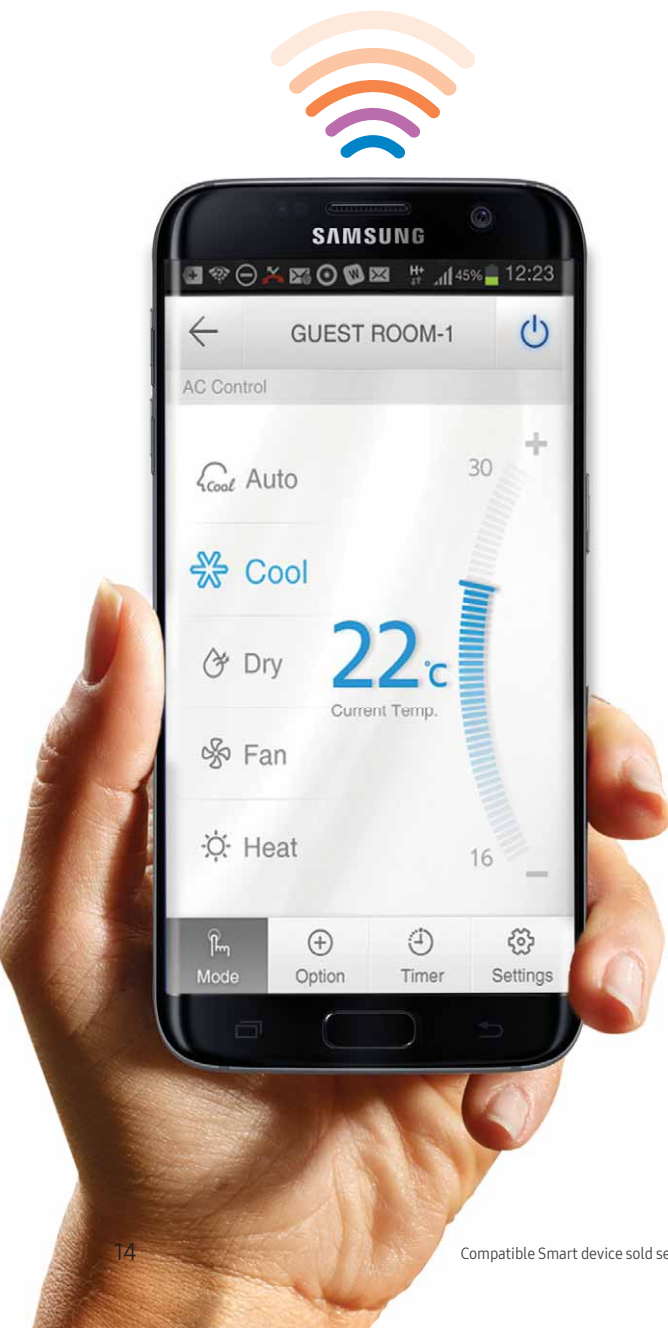 SAMSUNG
W H+ 45% 12:23
GUEST ROOM-1
AC Control
30
Cool Auto
Cool
Dry
22°C
Current Temp.
Fan
Heat
16
Mode Option Timer Settings
14
Compatible Smart device sold se